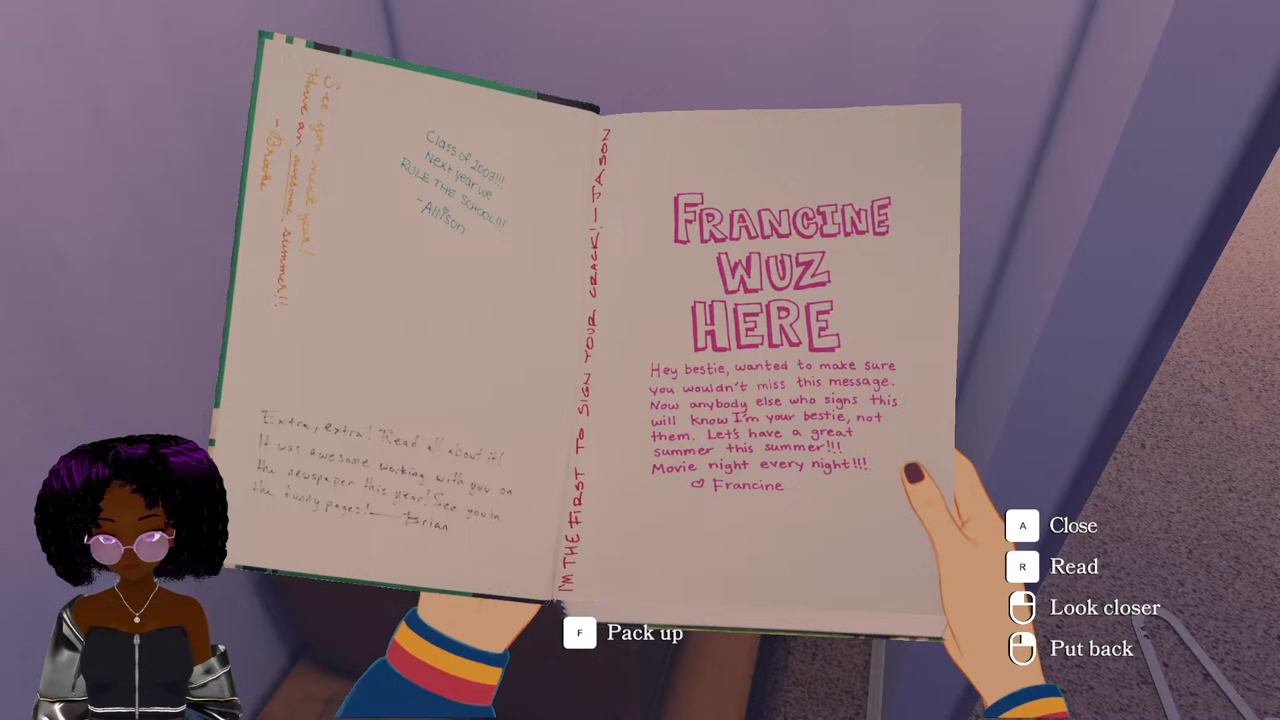 See you next year!
Have an awesome summer!!
-Brooke
Class of 2003!!!
Next year we
RULE THE SCHOOL!!!
-Allison
Extra, extra! Read all about it!
It was awesome working with you on
the newspaper this year! See you in
the funny pages! — Brian
I'M THE FIRST TO SIGN YOUR CRACK! - JASON
FRANCINE
WUZ
HERE
Hey bestie, wanted to make sure
you wouldn't miss this message.
Now anybody else who signs this
will know I'm your bestie, not
them. Let's have a great
summer this summer!!!
Movie night every night!!!
♡ Francine
A Close
R Read
Look closer
Put back
F Pack up